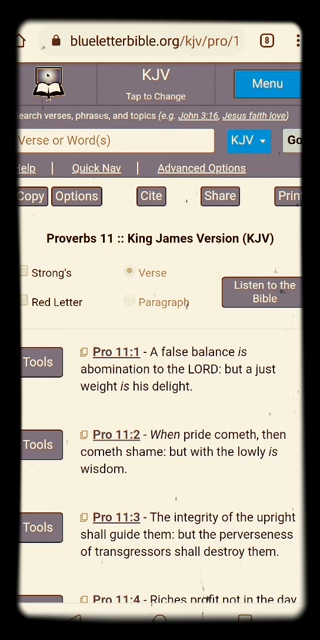 blueletterbible.org/kjv/pro/1
8
KJV
Tap to Change
Menu
Search verses, phrases, and topics (e.g. John 3:16, Jesus faith love)
Verse or Word(s)
KJV
Go
Help | Quick Nav | Advanced Options
Copy Options Cite Share Print
Proverbs 11 :: King James Version (KJV)
Strong's
Verse
Red Letter
Paragraph
Listen to the
Bible
Tools
Pro 11:1 - A false balance is
abomination to the LORD: but a just
weight is his delight.
Tools
Pro 11:2 - When pride cometh, then
cometh shame: but with the lowly is
wisdom.
Tools
Pro 11:3 - The integrity of the upright
shall guide them: but the perverseness
of transgressors shall destroy them.
Pro 11:4 - Riches profit not in the day